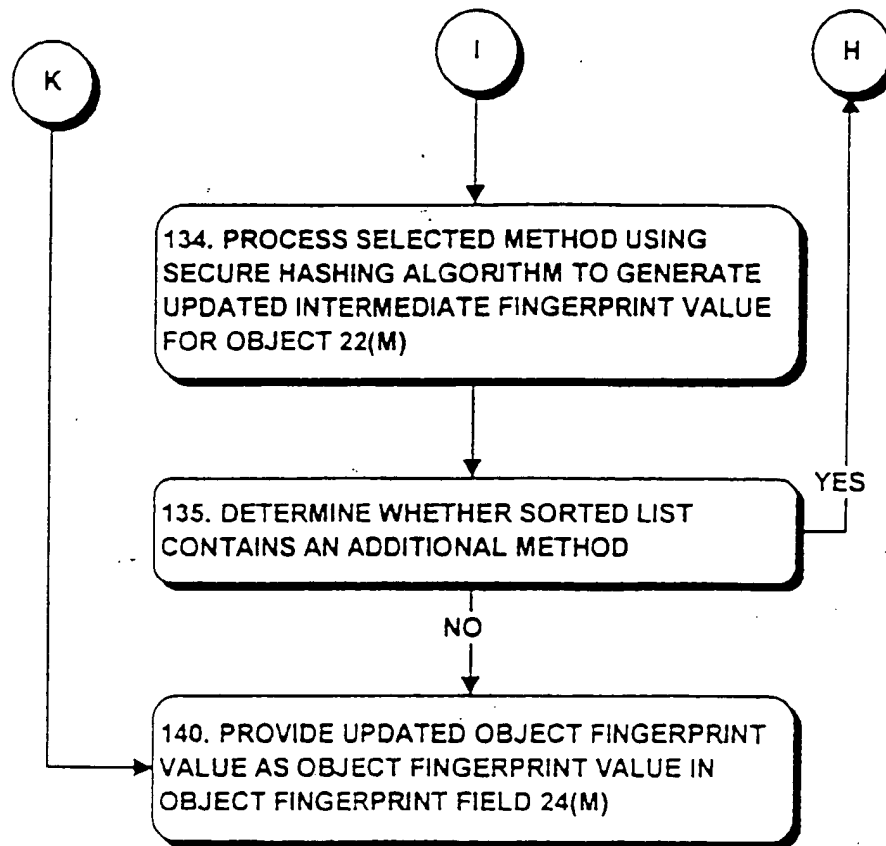 K
I
H
134. PROCESS SELECTED METHOD USING
SECURE HASHING ALGORITHM TO GENERATE
UPDATED INTERMEDIATE FINGERPRINT VALUE
FOR OBJECT 22(M)
YES
135. DETERMINE WHETHER SORTED LIST
CONTAINS AN ADDITIONAL METHOD
NO
140. PROVIDE UPDATED OBJECT FINGERPRINT
VALUE AS OBJECT FINGERPRINT VALUE IN
OBJECT FINGERPRINT FIELD 24(M)